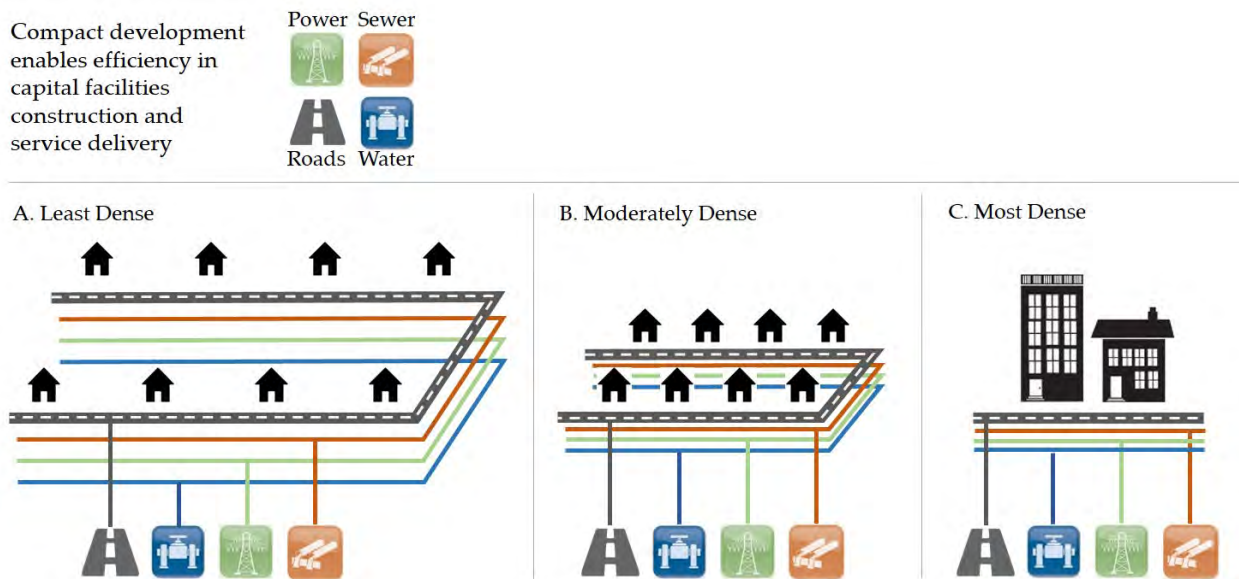 Compact development
enables efficiency in
capital facilities
construction and
service delivery
Power Sewer
Roads Water
A. Least Dense
B. Moderately Dense
C. Most Dense